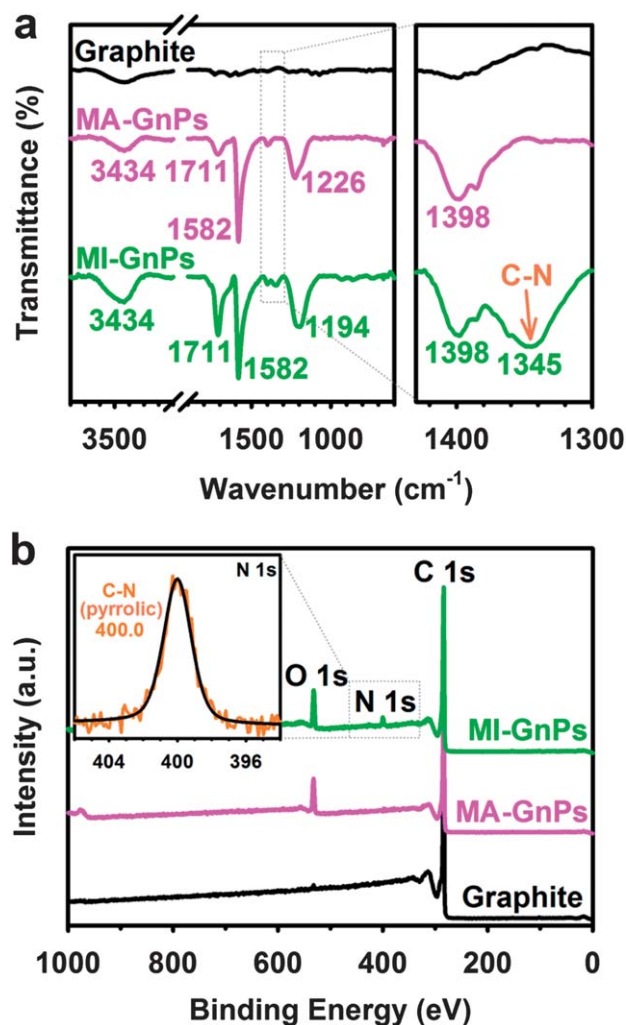 a
Graphite
MA-GnPs
3434 1711 1226
1582
MI-GnPs
3434 1711 1582 1194
1398
C-N
1398 1345
3500 1500 1000
1400 1300
Transmittance (%)
Wavenumber (cm⁻¹)
b
N 1s
C-N
(pyrrolic)
400.0
404 400 396
C 1s
O 1s
N 1s
MI-GnPs
MA-GnPs
Graphite
1000 800 600 400 200 0
Intensity (a.u.)
Binding Energy (eV)